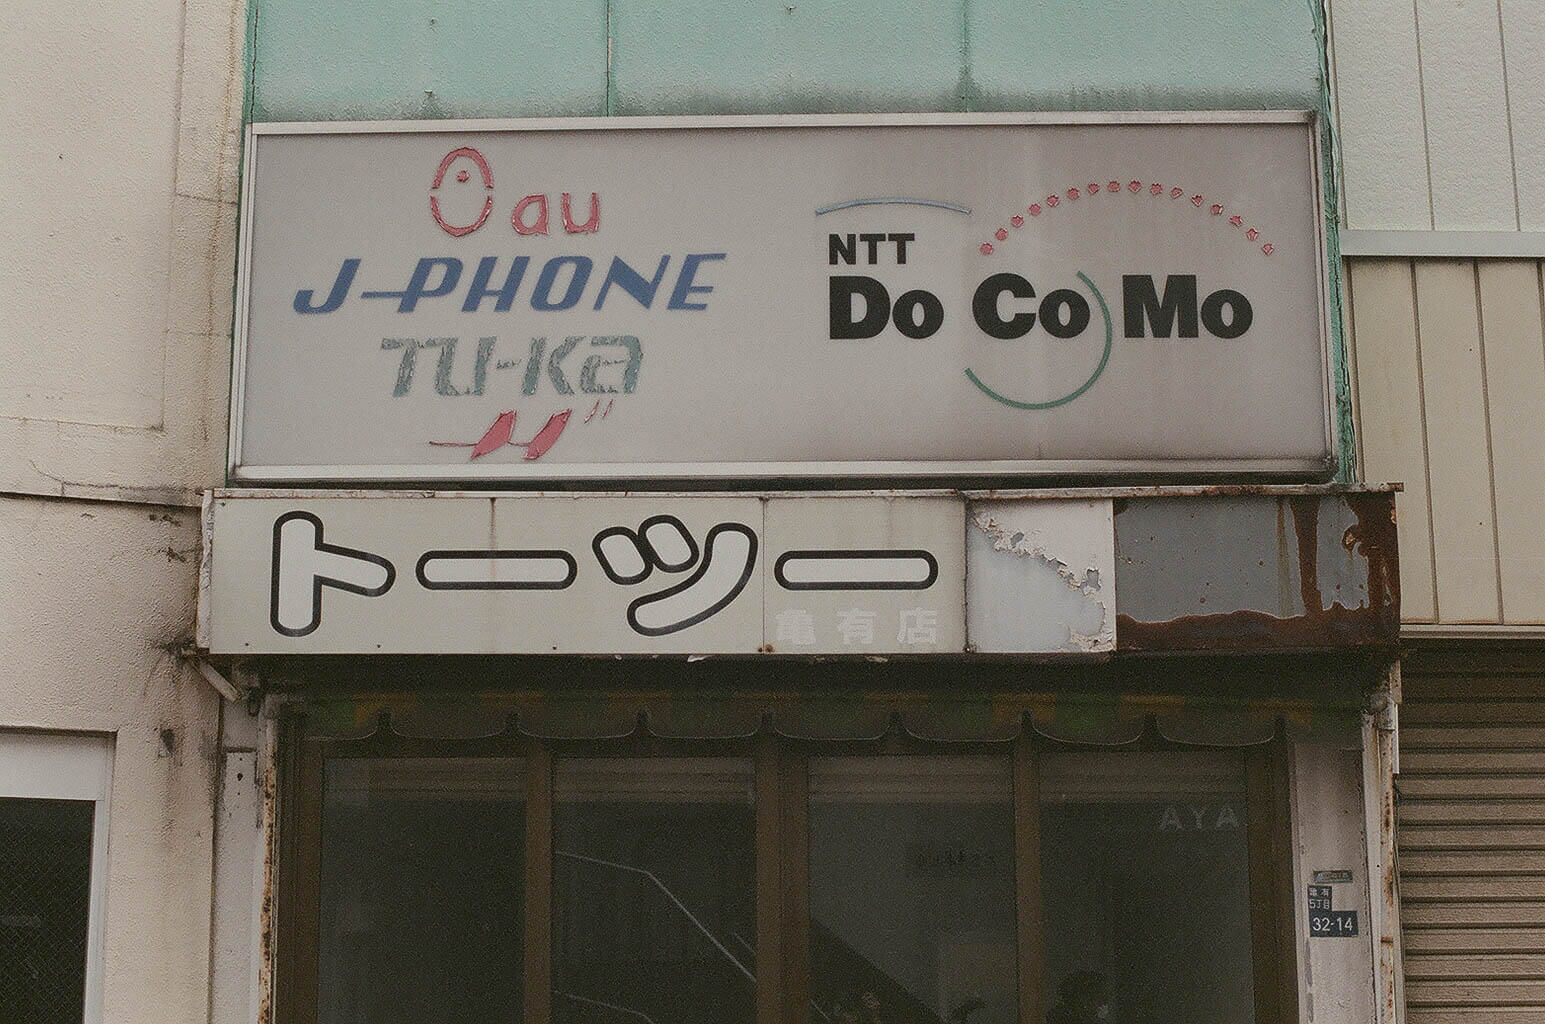 au
J-PHONE
TU-Ka
H"
NTT
DoCoMo
トーツー
亀有店
AYA
亀有
5丁目
32-14